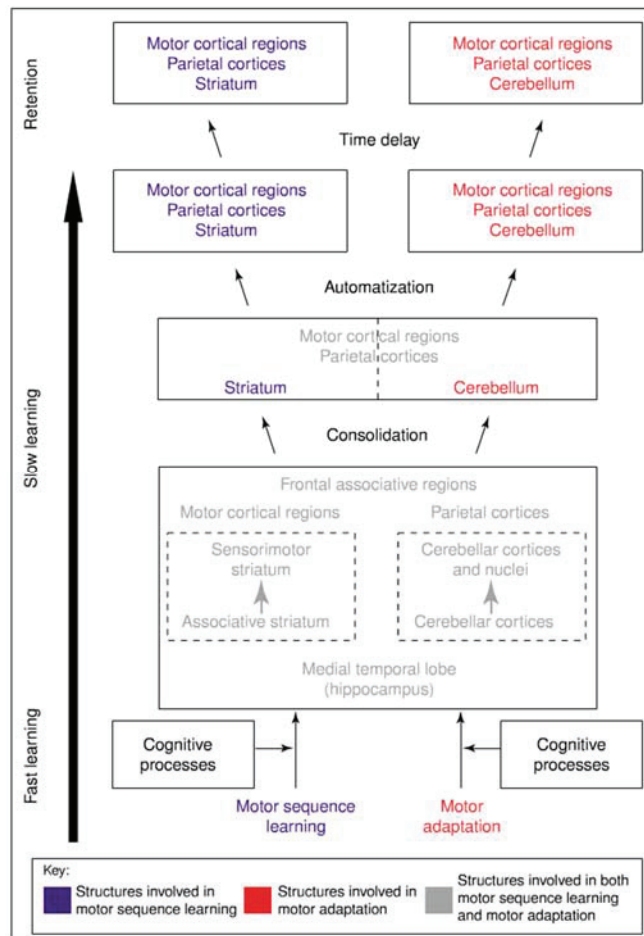 Retention
Slow learning
Fast learning
Motor cortical regions
Parietal cortices
Striatum
Motor cortical regions
Parietal cortices
Cerebellum
Time delay
Motor cortical regions
Parietal cortices
Striatum
Motor cortical regions
Parietal cortices
Cerebellum
Automatization
Motor cortical regions
Parietal cortices
Striatum
Cerebellum
Consolidation
Frontal associative regions
Motor cortical regions
Parietal cortices
Sensorimotor
striatum
Associative striatum
Cerebellar cortices
and nuclei
Cerebellar cortices
Medial temporal lobe
(hippocampus)
Cognitive
processes
Cognitive
processes
Motor sequence
learning
Motor
adaptation
Key:
Structures involved in
motor sequence learning
Structures involved in
motor adaptation
Structures involved in both
motor sequence learning
and motor adaptation